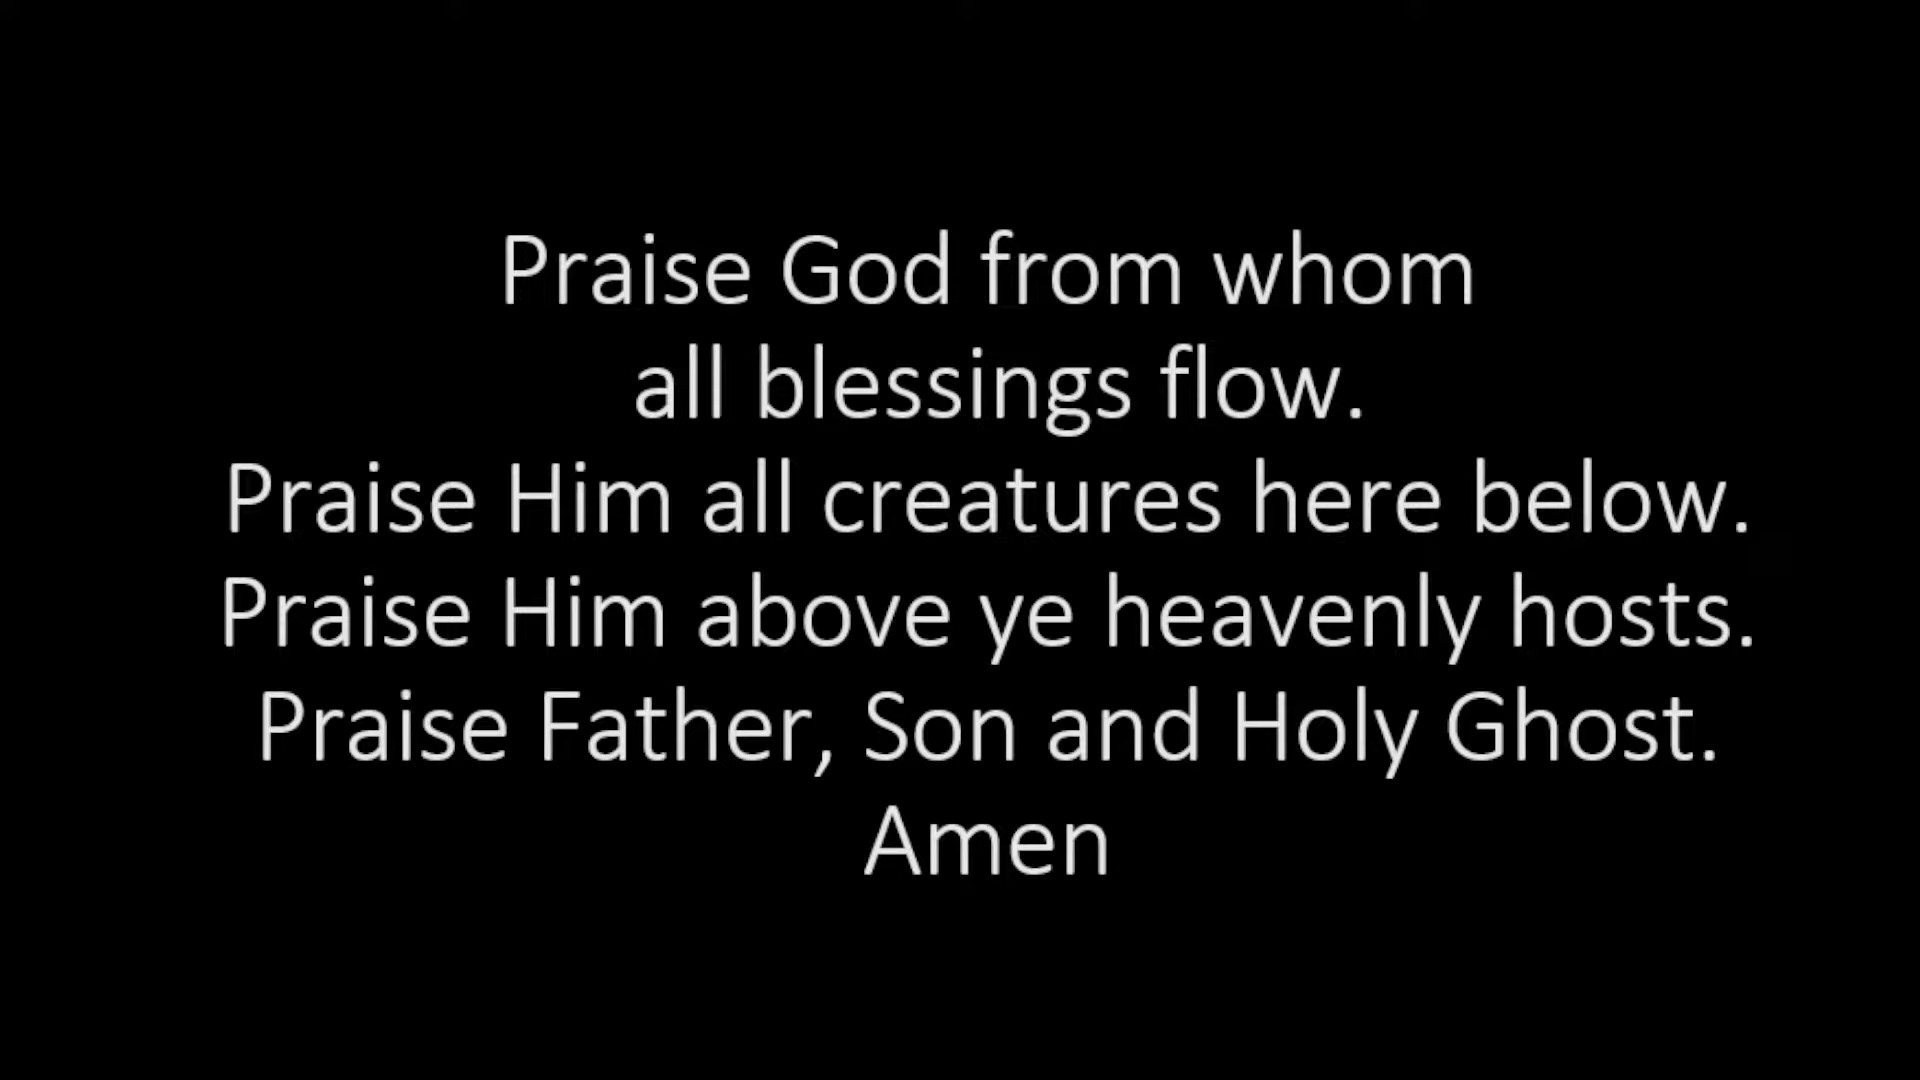 Praise God from whom
all blessings flow.
Praise Him all creatures here below.
Praise Him above ye heavenly hosts.
Praise Father, Son and Holy Ghost.
Amen